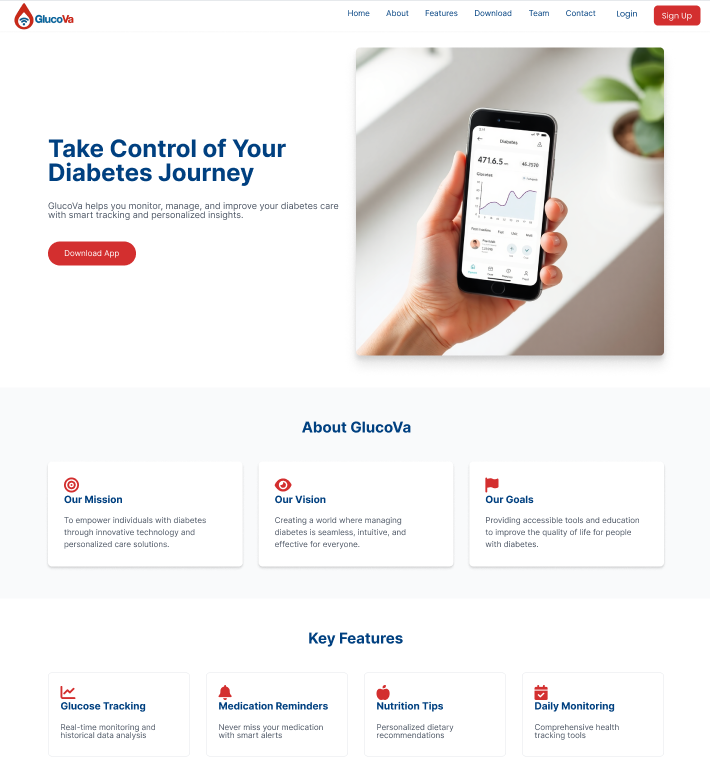 GlucoVa
Home About Features Download Team Contact Login Sign Up
Take Control of Your
Diabetes Journey
GlucoVa helps you monitor, manage, and improve your diabetes care
with smart tracking and personalized insights.
Download App
Diabetes
471.6.5
Glucotes
About GlucoVa
Our Mission
To empower individuals with diabetes
through innovative technology and
personalized care solutions.
Our Vision
Creating a world where managing
diabetes is seamless, intuitive, and
effective for everyone.
Our Goals
Providing accessible tools and education
to improve the quality of life for people
with diabetes.
Key Features
Glucose Tracking
Real-time monitoring and
historical data analysis
Medication Reminders
Never miss your medication
with smart alerts
Nutrition Tips
Personalized dietary
recommendations
Daily Monitoring
Comprehensive health
tracking tools